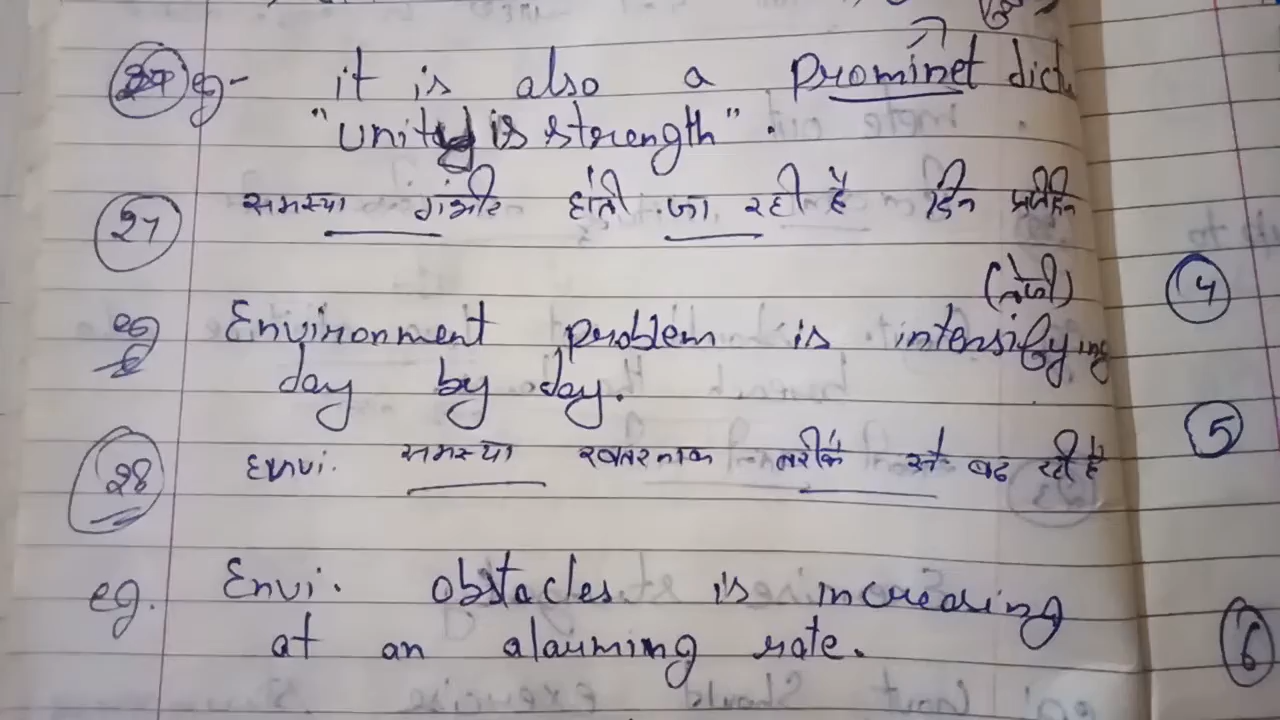 eg- it is also a prominet dictu
"unity is strength".
27 समस्या गंभीर होती जा रही है दिन प्रतिदिन
(तेजी) 4
eg Environment problem is intensifying
day by day.
5
28 Envi. समस्या खतरनाक तरीके से बढ रही है
eg. Envi. obstacles is increasing
at an alarming rate. 6